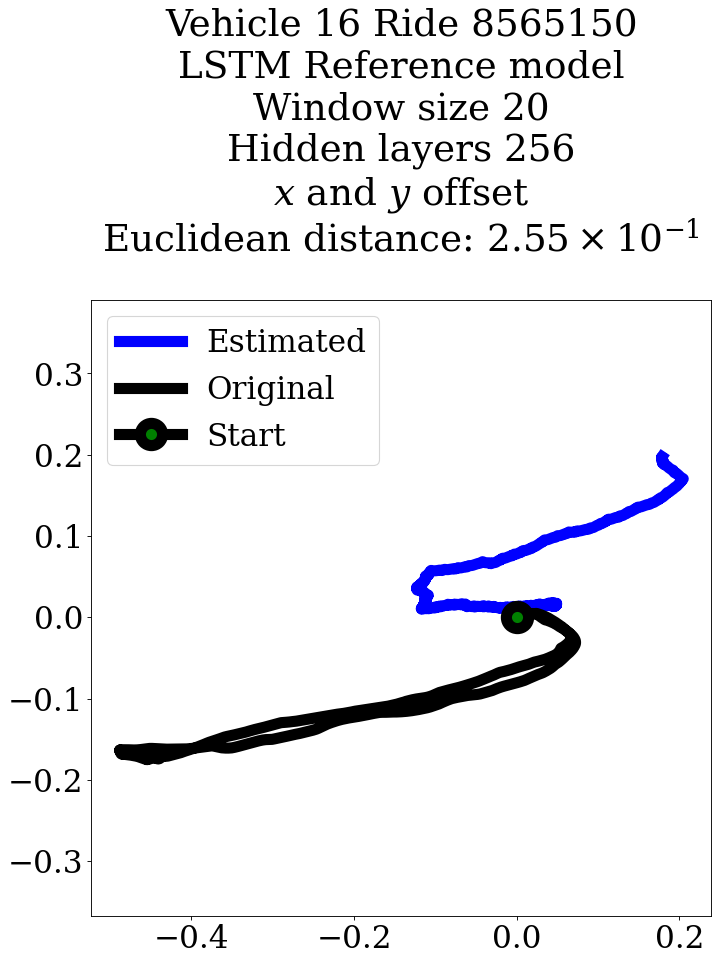 Vehicle 16 Ride 8565150
LSTM Reference model
Window size 20
Hidden layers 256
x and y offset
Euclidean distance: 2.55 × 10⁻¹
Estimated
Original
Start
0.3
0.2
0.1
0.0
−0.1
−0.2
−0.3
−0.4 −0.2 0.0 0.2